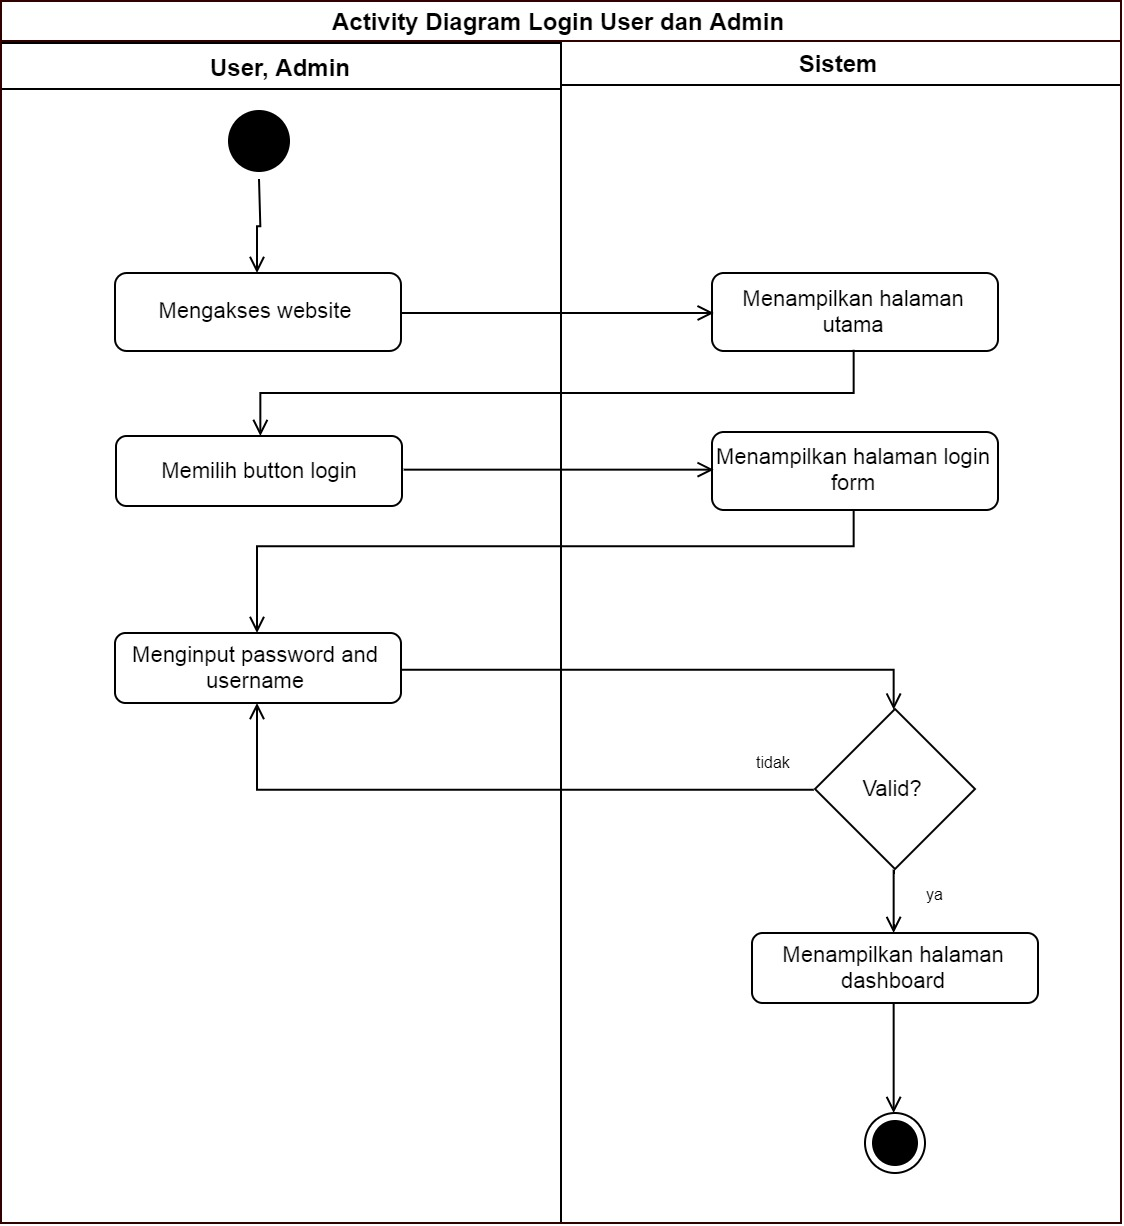 Activity Diagram Login User dan Admin
User, Admin
Sistem
Mengakses website
Menampilkan halaman
utama
Memilih button login
Menampilkan halaman login
form
Menginput password and
username
tidak
Valid?
ya
Menampilkan halaman
dashboard